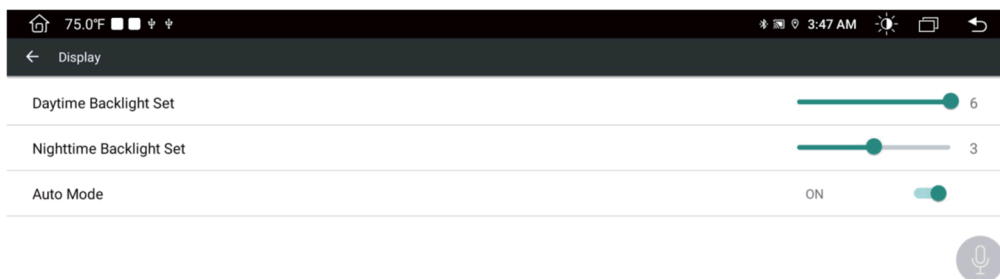 75.0°F 3:47 AM
Display
Daytime Backlight Set 6
Nighttime Backlight Set 3
Auto Mode ON